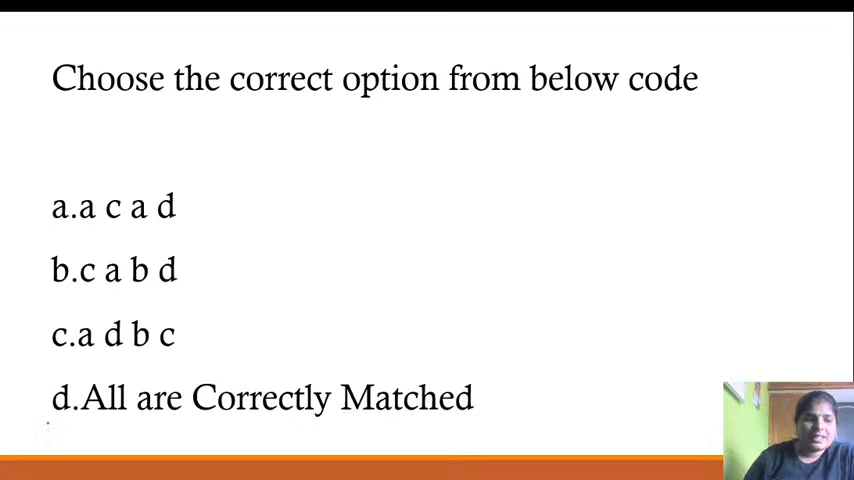 Choose the correct option from below code
a.a c a d
b.c a b d
c.a d b c
d.All are Correctly Matched